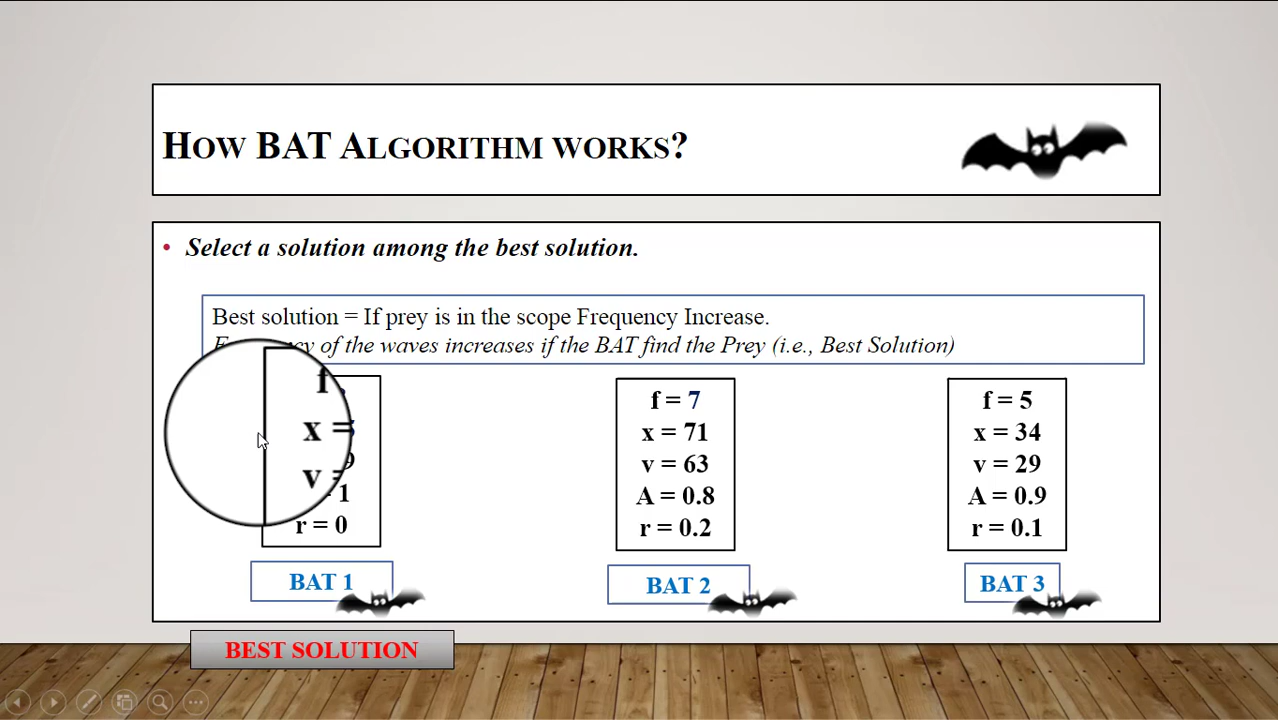 HOW BAT ALGORITHM WORKS?
• Select a solution among the best solution.
Best solution = If prey is in the scope Frequency Increase.
of the waves increases if the BAT find the Prey (i.e., Best Solution)
f
x =
v =
1
r = 0
BAT 1
f = 7
x = 71
v = 63
A = 0.8
r = 0.2
BAT 2
f = 5
x = 34
v = 29
A = 0.9
r = 0.1
BAT 3
BEST SOLUTION